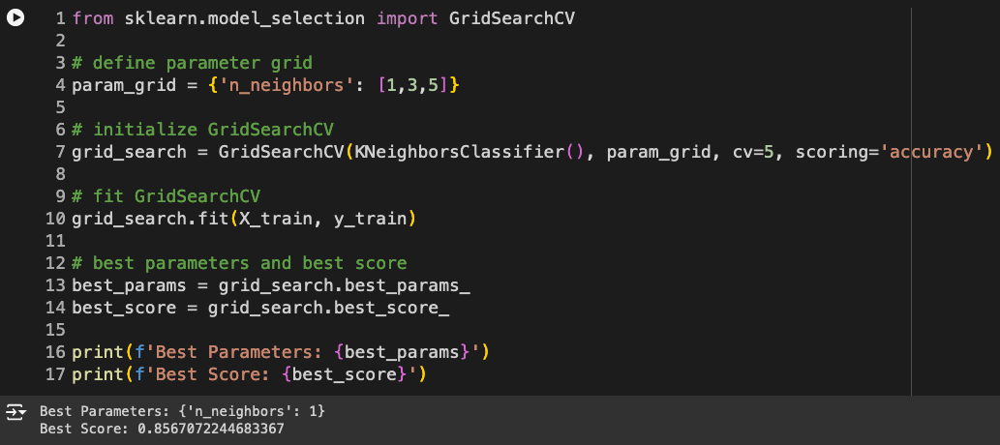 1 from sklearn.model_selection import GridSearchCV
2
3 # define parameter grid
4 param_grid = {'n_neighbors': [1,3,5]}
5
6 # initialize GridSearchCV
7 grid_search = GridSearchCV(KNeighborsClassifier(), param_grid, cv=5, scoring='accuracy')
8
9 # fit GridSearchCV
10 grid_search.fit(X_train, y_train)
11
12 # best parameters and best score
13 best_params = grid_search.best_params_
14 best_score = grid_search.best_score_
15
16 print(f'Best Parameters: {best_params}')
17 print(f'Best Score: {best_score}')
Best Parameters: {'n_neighbors': 1}
Best Score: 0.8567072244683367